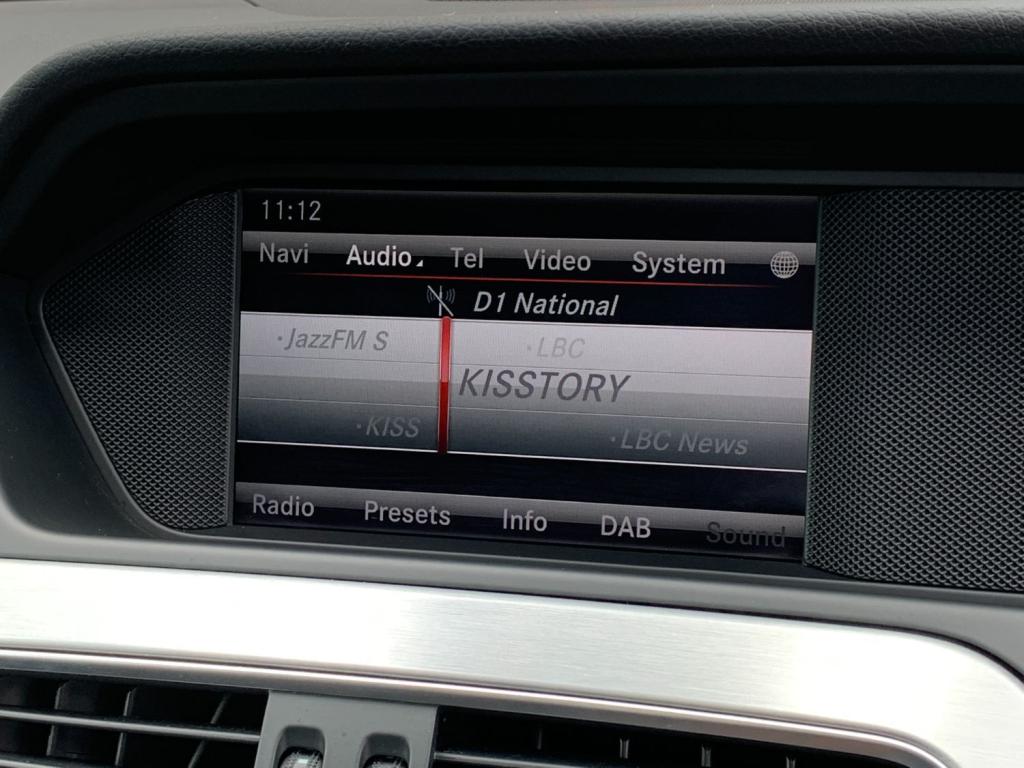 11:12
Navi Audio Tel Video System
D1 National
·JazzFM S ·LBC
KISSTORY
·KISS ·LBC News
Radio Presets Info DAB Sound